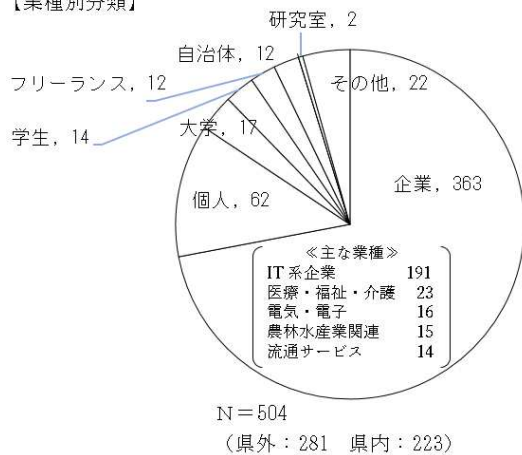 【業種別分類】
研究室，2
自治体，12
その他，22
フリーランス，12
学生，14
大学，17
企業，363
個人，62
≪主な業種≫
IT系企業 191
医療・福祉・介護 23
電気・電子 16
農林水産業関連 15
流通サービス 14
N＝504
（県外：281 県内：223）